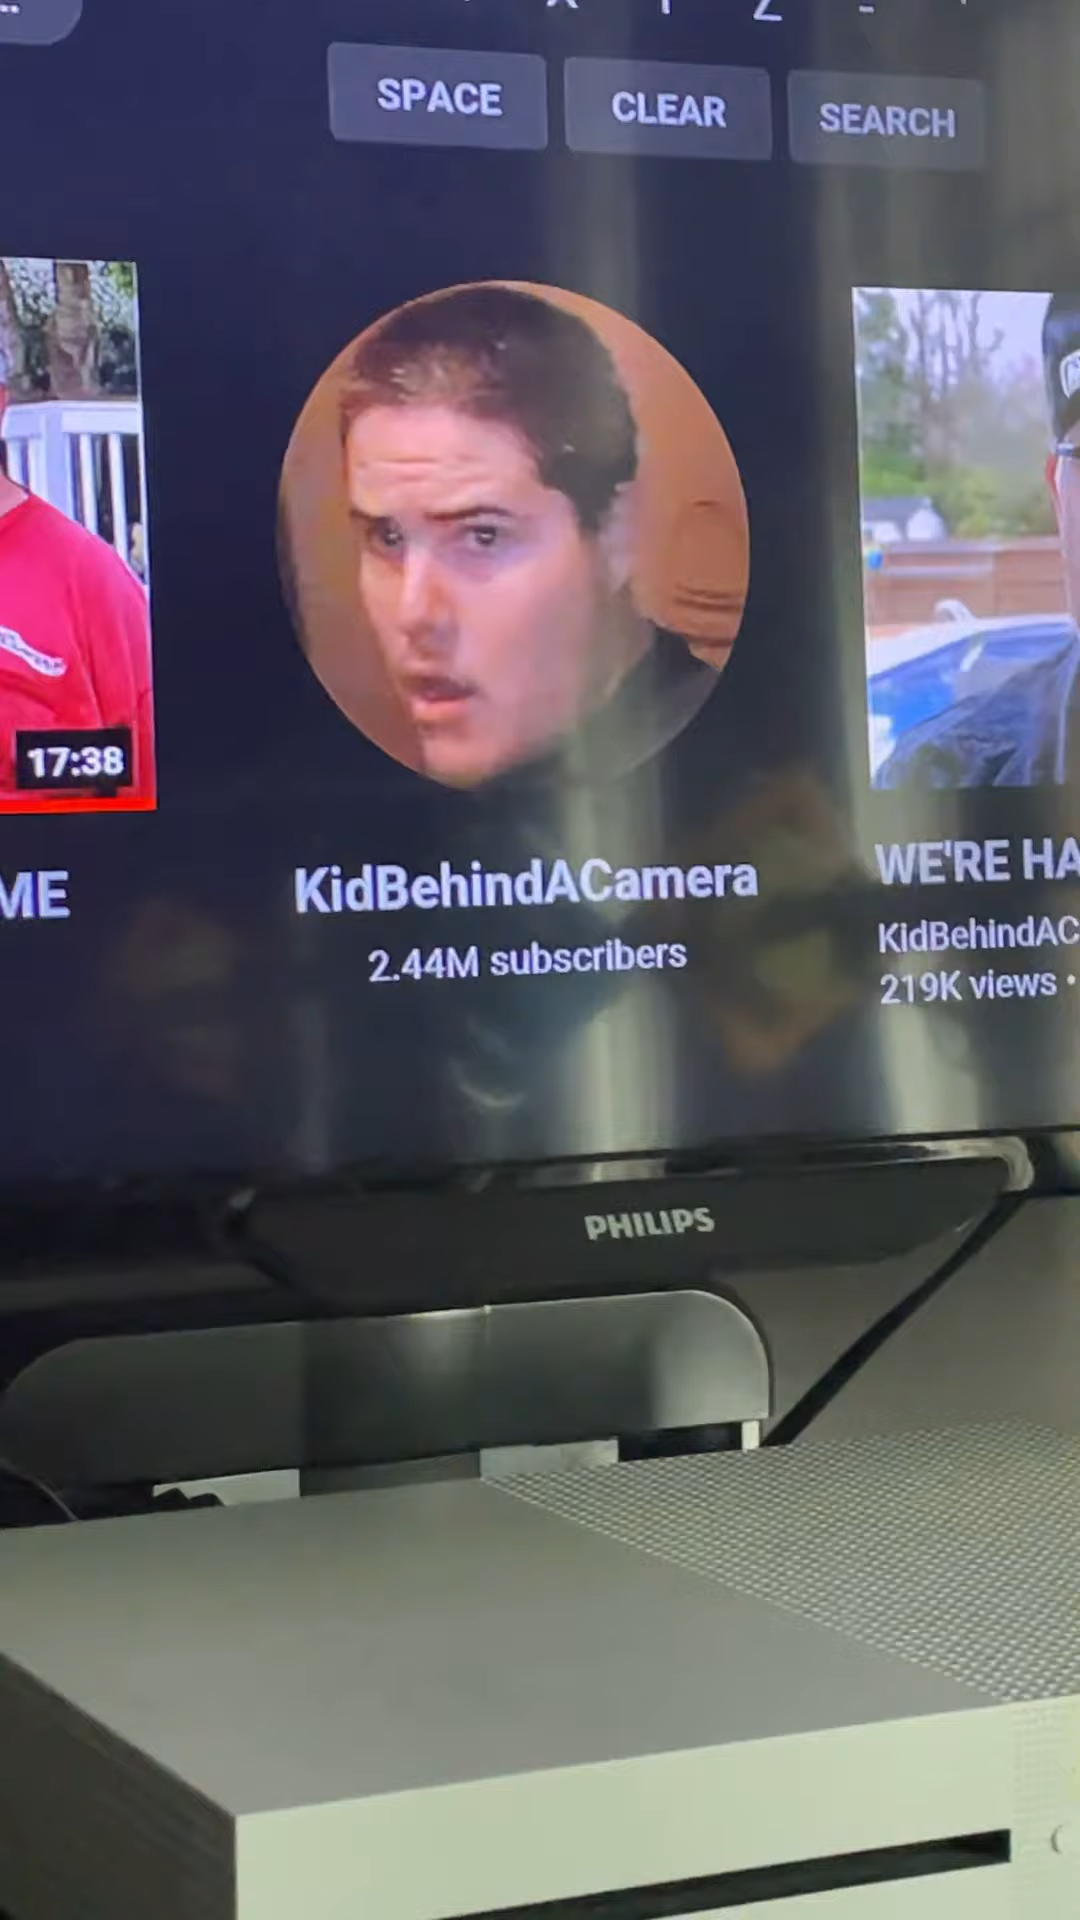 SPACE
CLEAR
SEARCH
17:38
ME
KidBehindACamera
2.44M subscribers
WE'RE HA
KidBehindAC
219K views •
PHILIPS